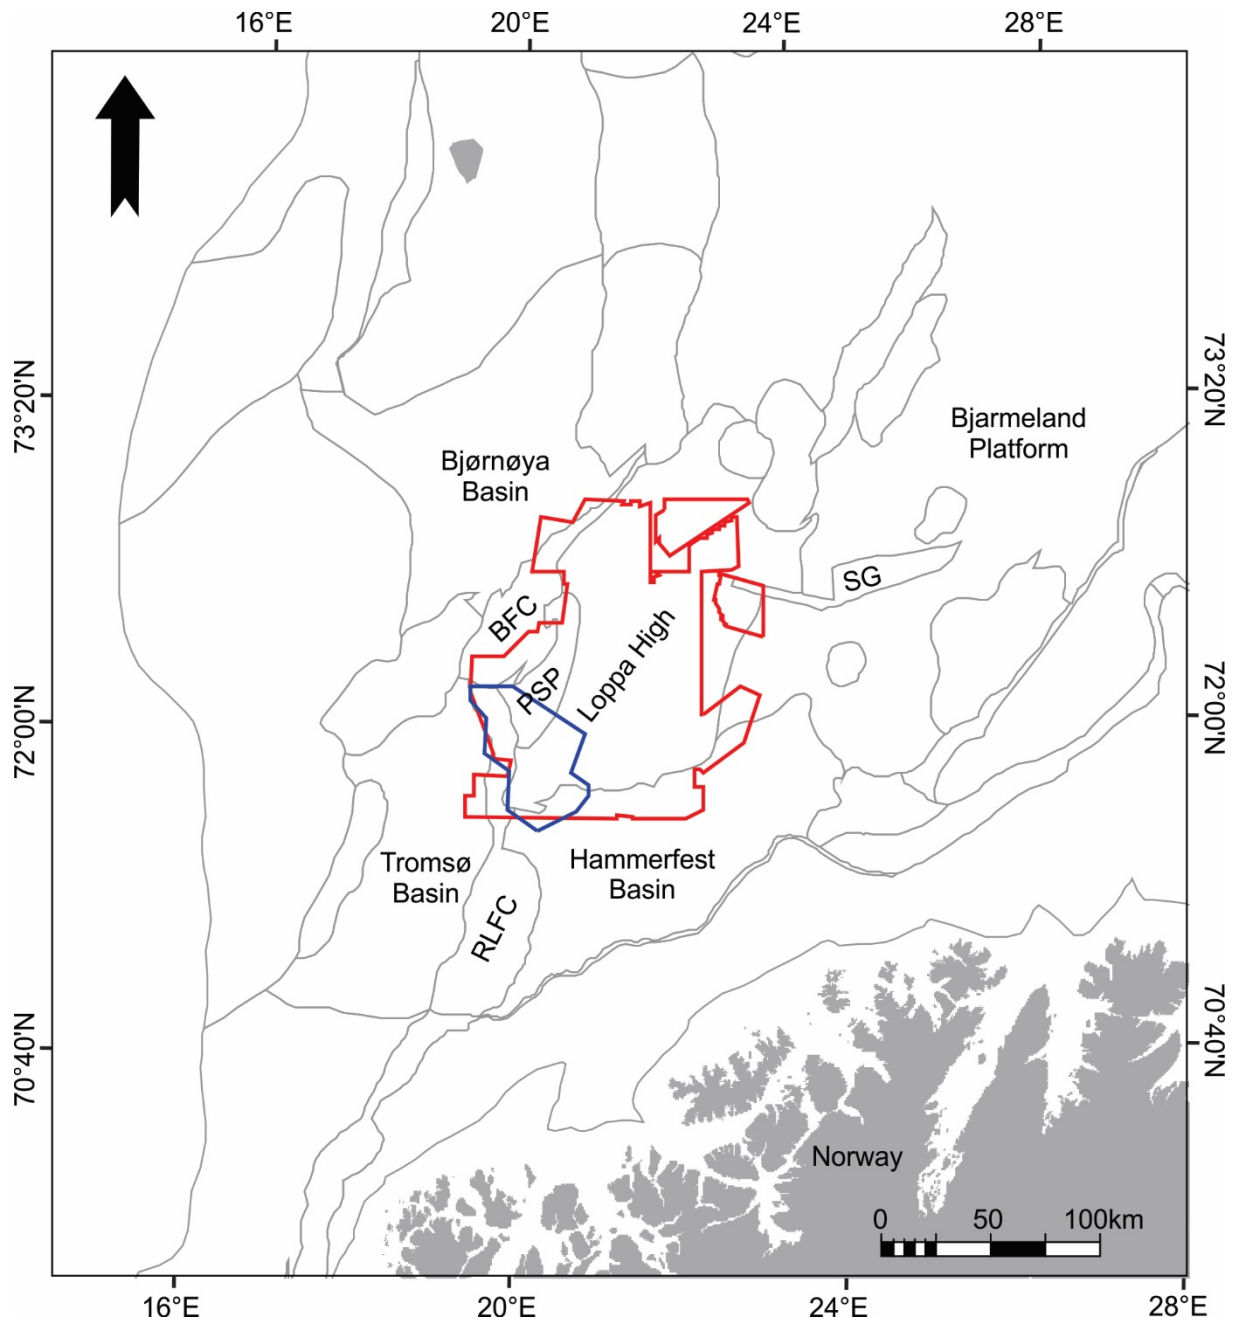 16°E
20°E
24°E
28°E
73°20'N
73°20'N
Bjarmeland
Platform
Bjørnøya
Basin
SG
BFC
Loppa High
PSP
72°00'N
72°00'N
Tromsø
Basin
Hammerfest
Basin
RLFC
70°40'N
70°40'N
Norway
0
50
100km
16°E
20°E
24°E
28°E